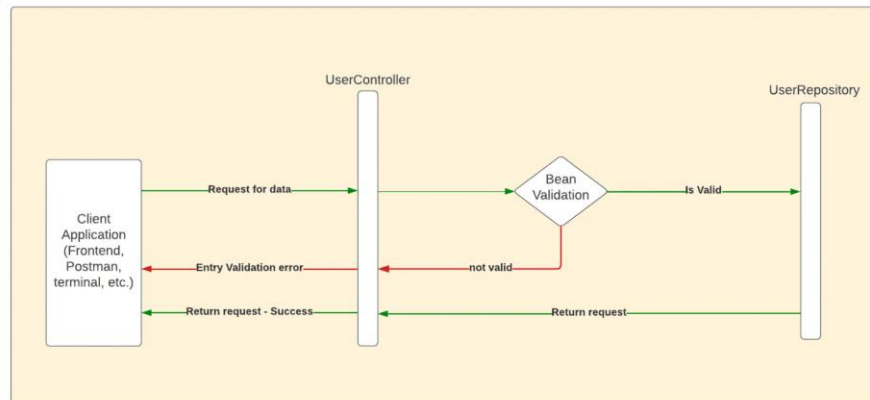 UserController
UserRepository
Request for data
Bean
Validation
Is Valid
Client
Application
(Frontend,
Postman,
terminal, etc.)
Entry Validation error
not valid
Return request - Success
Return request